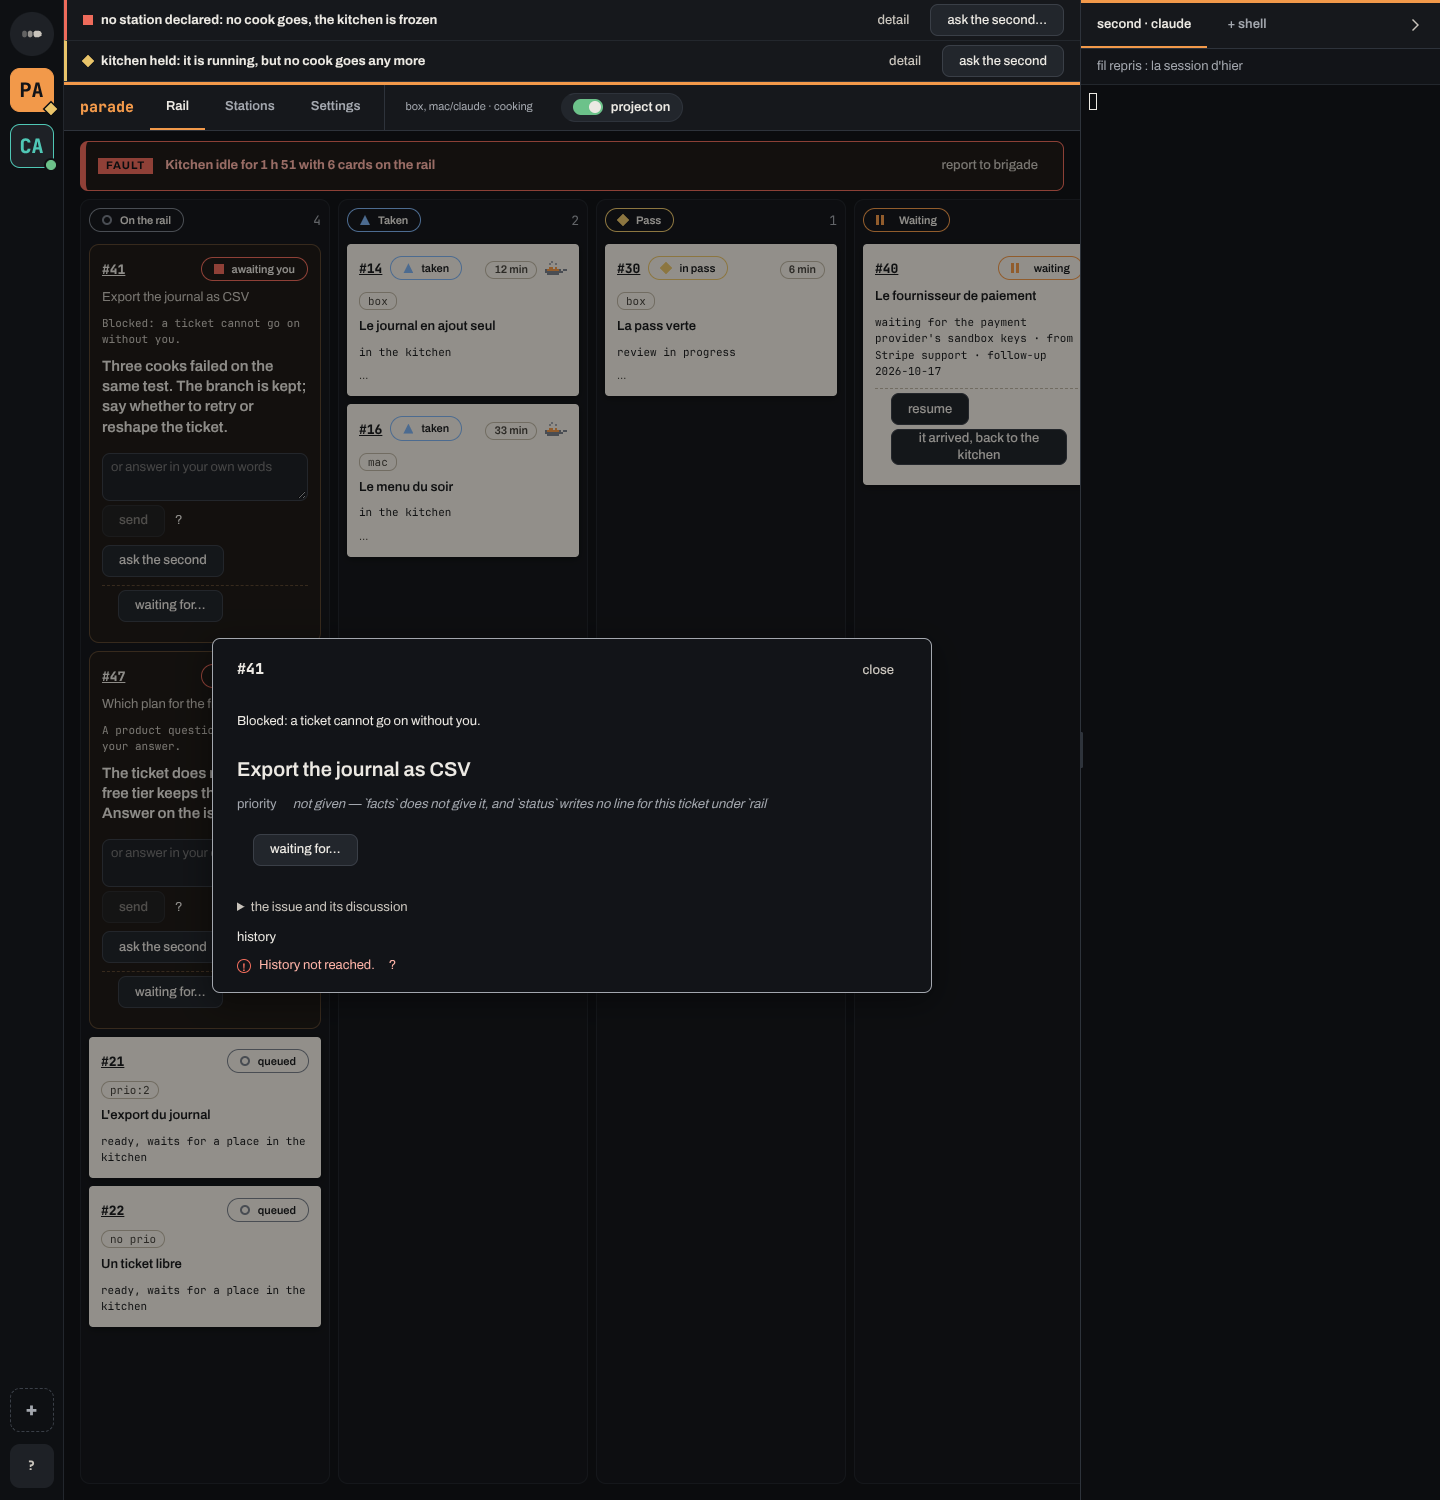 no station declared: no cook goes, the kitchen is frozen
detail
ask the second...
kitchen held: it is running, but no cook goes any more
detail
ask the second
second · claude
+ shell
fil repris : la session d'hier
PA
CA
parade
Rail
Stations
Settings
box, mac/claude · cooking
project on
FAULT
Kitchen idle for 1 h 51 with 6 cards on the rail
report to brigade
On the rail
4
#41
awaiting you
Export the journal as CSV
Blocked: a ticket cannot go on
without you.
Three cooks failed on the
same test. The branch is kept;
say whether to retry or
reshape the ticket.
or answer in your own words
send
?
ask the second
waiting for...
#47
Which plan for the f
A product questio
your answer.
The ticket does
free tier keeps th
Answer on the is
or answer in your
send
?
ask the second
waiting for...
#21
queued
prio:2
L'export du journal
ready, waits for a place in the
kitchen
#22
queued
no prio
Un ticket libre
ready, waits for a place in the
kitchen
Taken
2
#14
taken
12 min
box
Le journal en ajout seul
in the kitchen
...
#16
taken
33 min
mac
Le menu du soir
in the kitchen
...
Pass
1
#30
in pass
6 min
box
La pass verte
review in progress
...
Waiting
#40
waiting
Le fournisseur de paiement
waiting for the payment
provider's sandbox keys · from
Stripe support · follow-up
2026-10-17
resume
it arrived, back to the
kitchen
#41
close
Blocked: a ticket cannot go on without you.
Export the journal as CSV
priority
not given — `facts` does not give it, and `status` writes no line for this ticket under `rail
waiting for...
the issue and its discussion
history
History not reached.
?
+
?